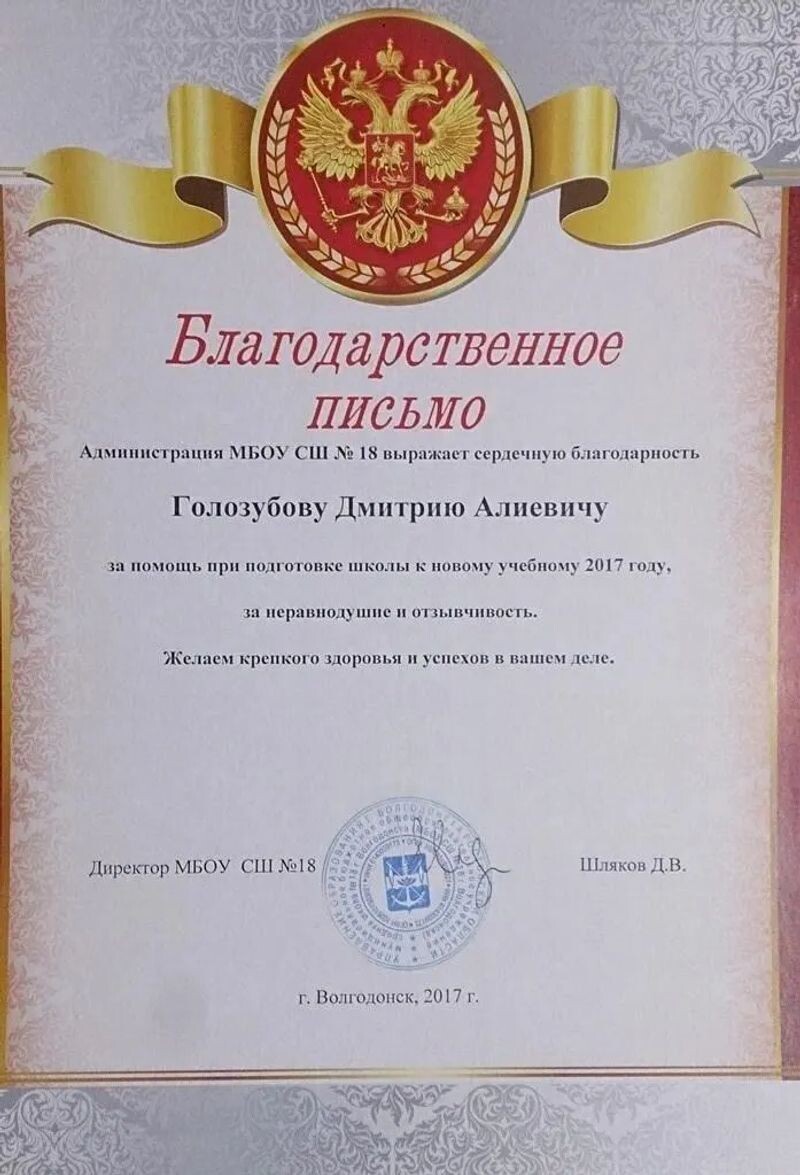 Благодарственное
письмо
Администрация МБОУ СШ № 18 выражает сердечную благодарность
Голозубову Дмитрию Алиевичу
за помощь при подготовке школы к новому учебному 2017 году,
за неравнодушие и отзывчивость.
Желаем крепкого здоровья и успехов в вашем деле.
Директор МБОУ СШ №18
Шляков Д.В.
г. Волгодонск, 2017 г.